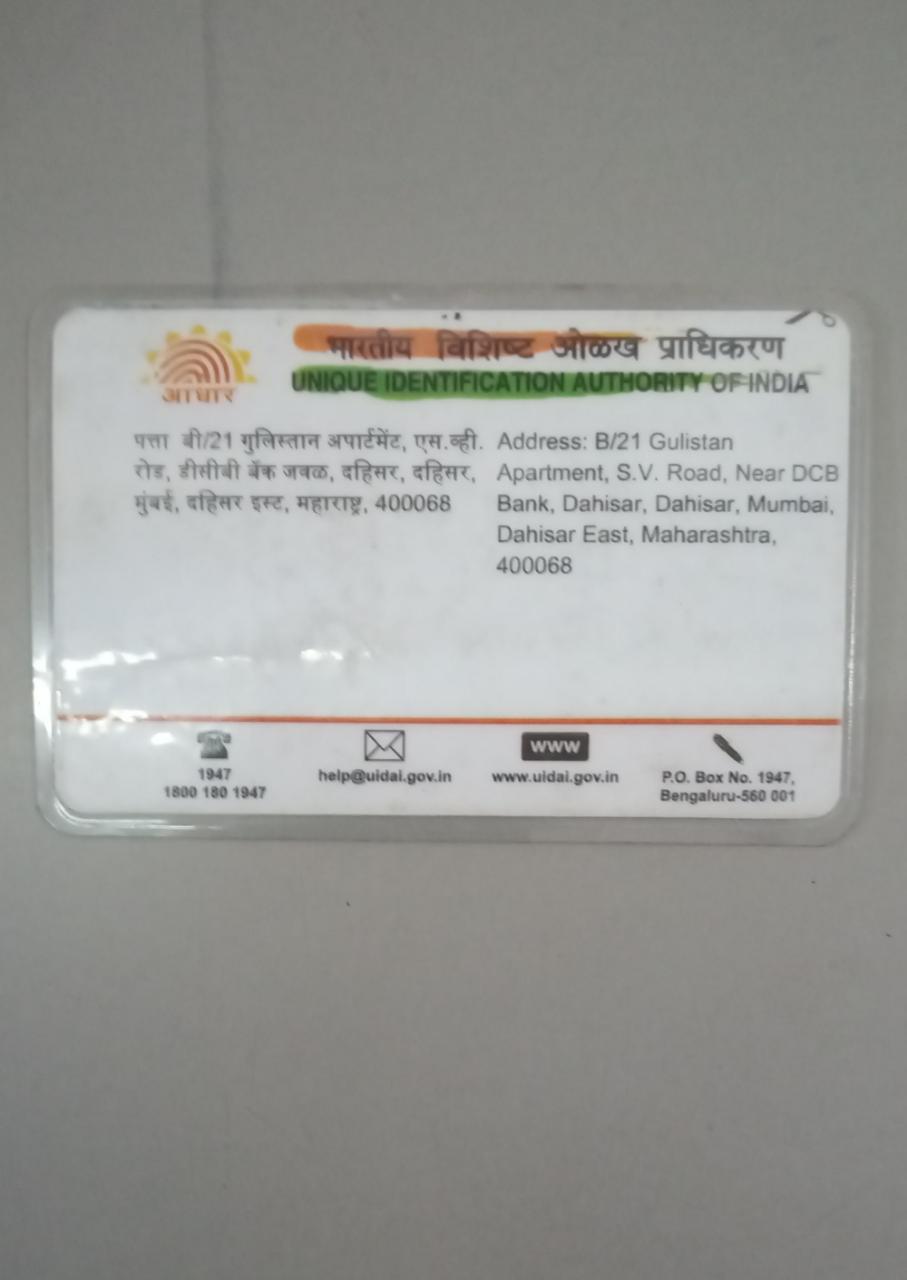 भारतीय विशिष्ट ओळख प्राधिकरण
UNIQUE IDENTIFICATION AUTHORITY OF INDIA
आधार
पत्ता बी/21 गुलिस्तान अपार्टमेंट, एस.व्ही.
रोड, डीसीबी बँक जवळ, दहिसर, दहिसर,
मुंबई, दहिसर इस्ट, महाराष्ट्र, 400068
Address: B/21 Gulistan
Apartment, S.V. Road, Near DCB
Bank, Dahisar, Dahisar, Mumbai,
Dahisar East, Maharashtra,
400068
1947
1800 180 1947
help@uidai.gov.in
www
www.uidai.gov.in
P.O. Box No. 1947,
Bengaluru-560 001